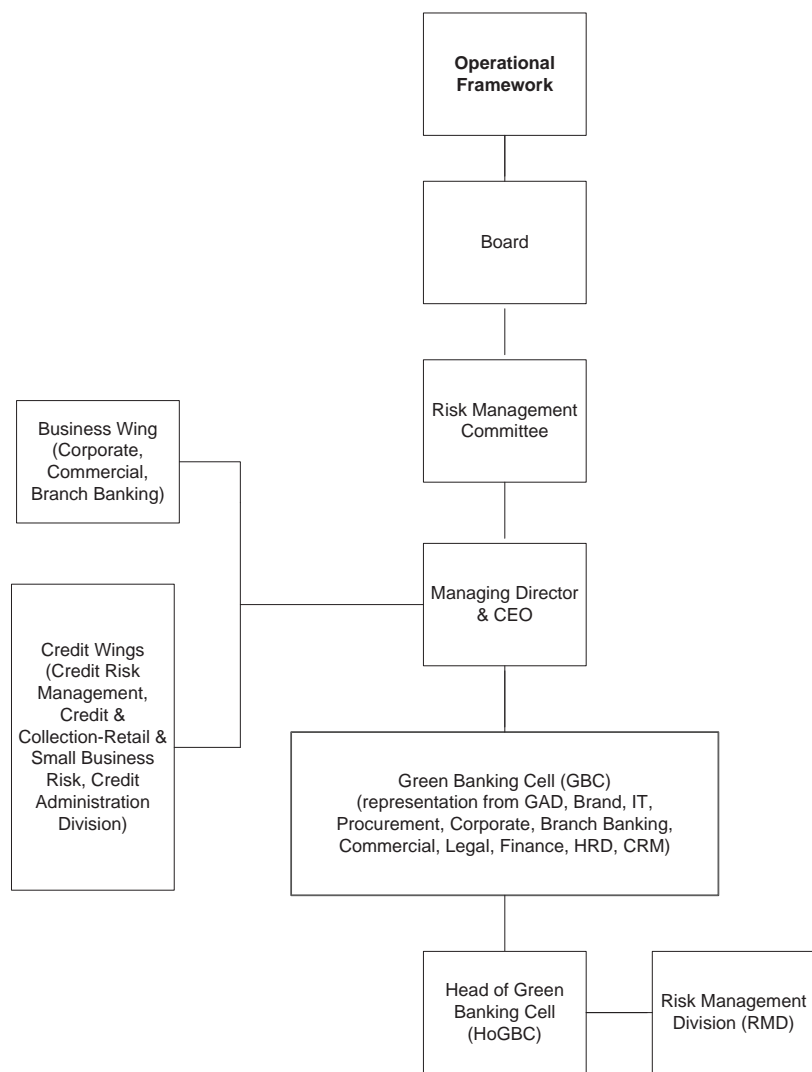 Operational
Framework
Board
Risk Management
Committee
Business Wing
(Corporate,
Commercial,
Branch Banking)
Managing Director
& CEO
Credit Wings
(Credit Risk
Management,
Credit &
Collection-Retail &
Small Business
Risk, Credit
Administration
Division)
Green Banking Cell (GBC)
(representation from GAD, Brand, IT,
Procurement, Corporate, Branch Banking,
Commercial, Legal, Finance, HRD, CRM)
Head of Green
Banking Cell
(HoGBC)
Risk Management
Division (RMD)